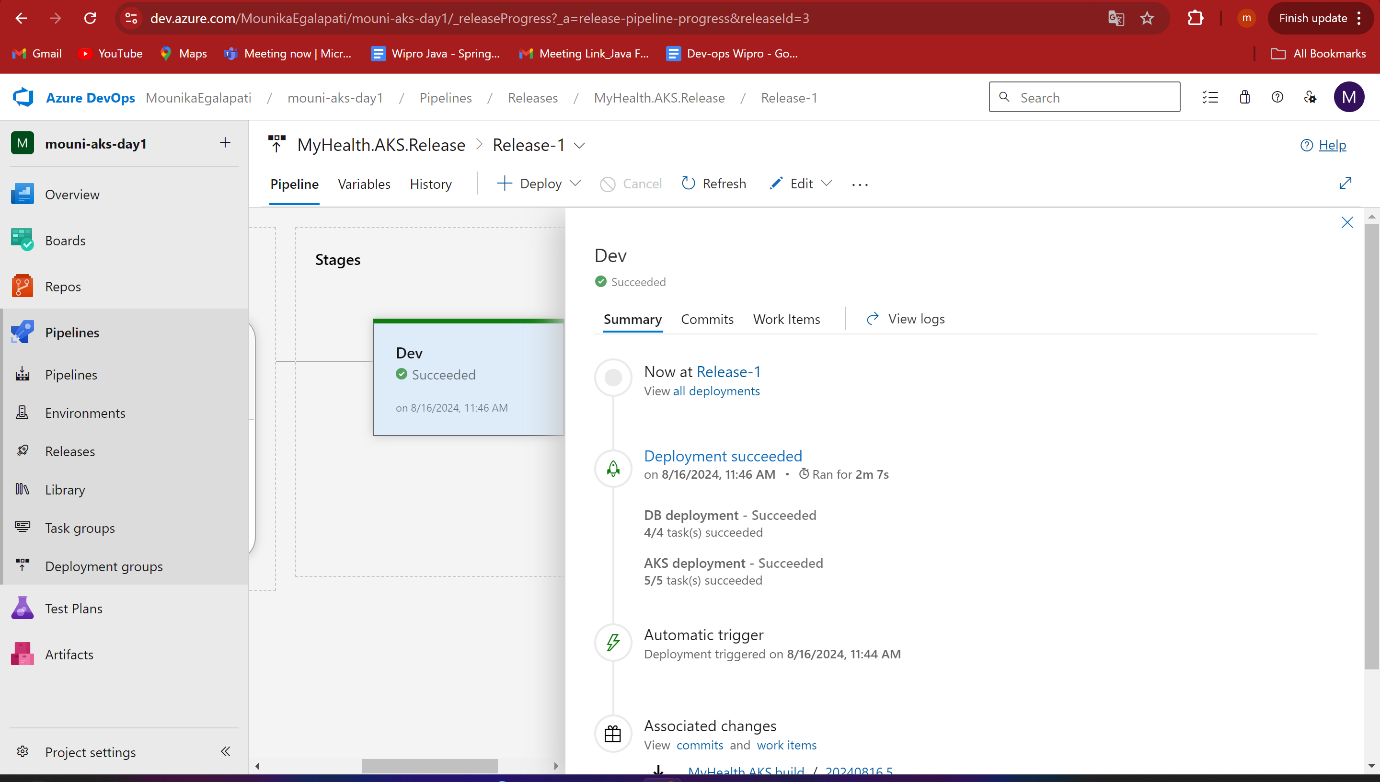 dev.azure.com/MounikaEgalapati/mouni-aks-day1/_releaseProgress?_a=release-pipeline-progress&releaseId=3
m
Finish update
Gmail YouTube Maps Meeting now | Micr... Wipro Java - Spring... Meeting Link_Java F... Dev-ops Wipro - Go... All Bookmarks
Azure DevOps MounikaEgalapati / mouni-aks-day1 / Pipelines / Releases / MyHealth.AKS.Release / Release-1
Search
M
M mouni-aks-day1 +
Overview
Boards
Repos
Pipelines
Pipelines
Environments
Releases
Library
Task groups
Deployment groups
Test Plans
Artifacts
Project settings
MyHealth.AKS.Release > Release-1
Help
Pipeline Variables History Deploy Cancel Refresh Edit ...
Stages
Dev
Succeeded
on 8/16/2024, 11:46 AM
Dev
Succeeded
Summary Commits Work Items View logs
Now at Release-1
View all deployments
Deployment succeeded
on 8/16/2024, 11:46 AM • Ran for 2m 7s
DB deployment - Succeeded
4/4 task(s) succeeded
AKS deployment - Succeeded
5/5 task(s) succeeded
Automatic trigger
Deployment triggered on 8/16/2024, 11:44 AM
Associated changes
View commits and work items
MyHealth.AKS.build / 20240816.5